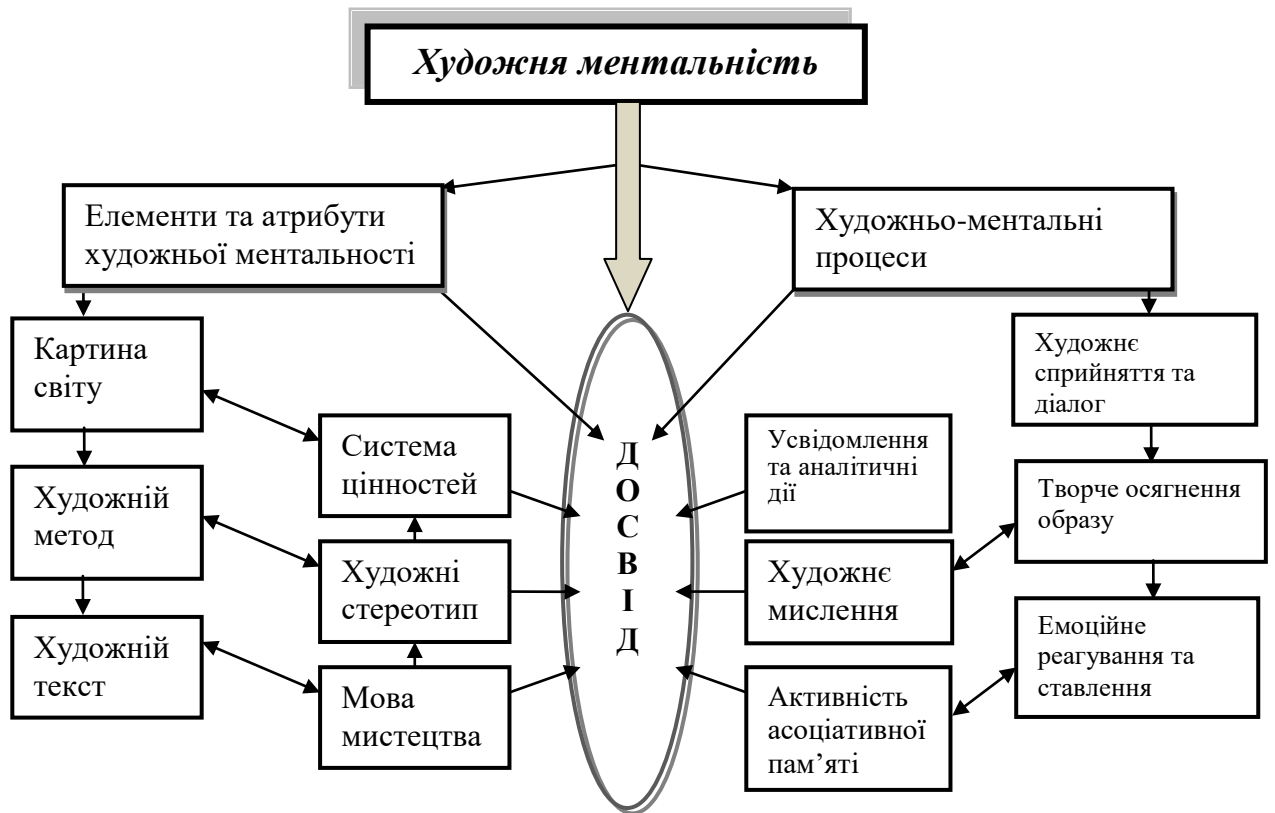 Художня ментальність
Елементи та атрибути
художньої ментальності
Художньо-ментальні
процеси
Картина
світу
Художній
метод
Художній
текст
Система
цінностей
Художні
стереотип
Мова
мистецтва
Д
О
С
В
І
Д
Усвідомлення
та аналітичні
дії
Художнє
мислення
Активність
асоціативної
пам’яті
Художнє
сприйняття та
діалог
Творче осягнення
образу
Емоційне
реагування та
ставлення